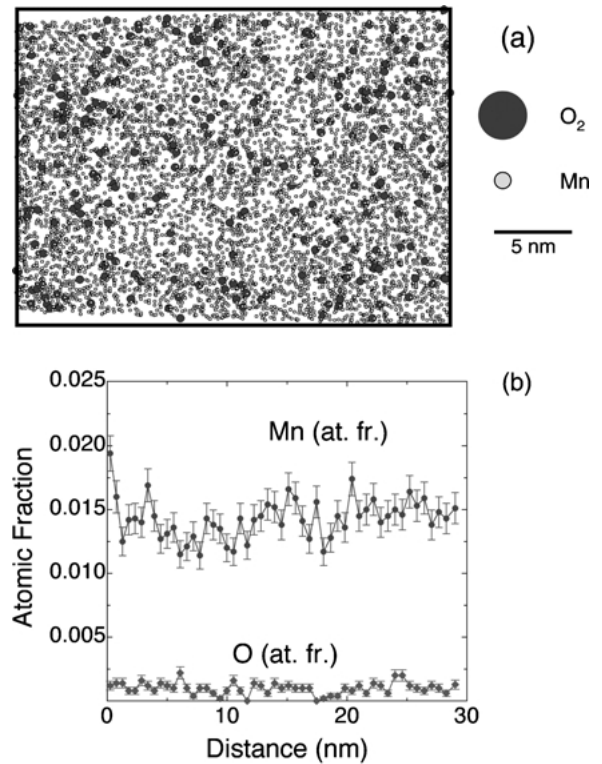 (a)
O₂
Mn
5 nm
(b)
0.025
0.020
0.015
0.010
0.005
Mn (at. fr.)
O (at. fr.)
Atomic Fraction
0 10 20 30
Distance (nm)